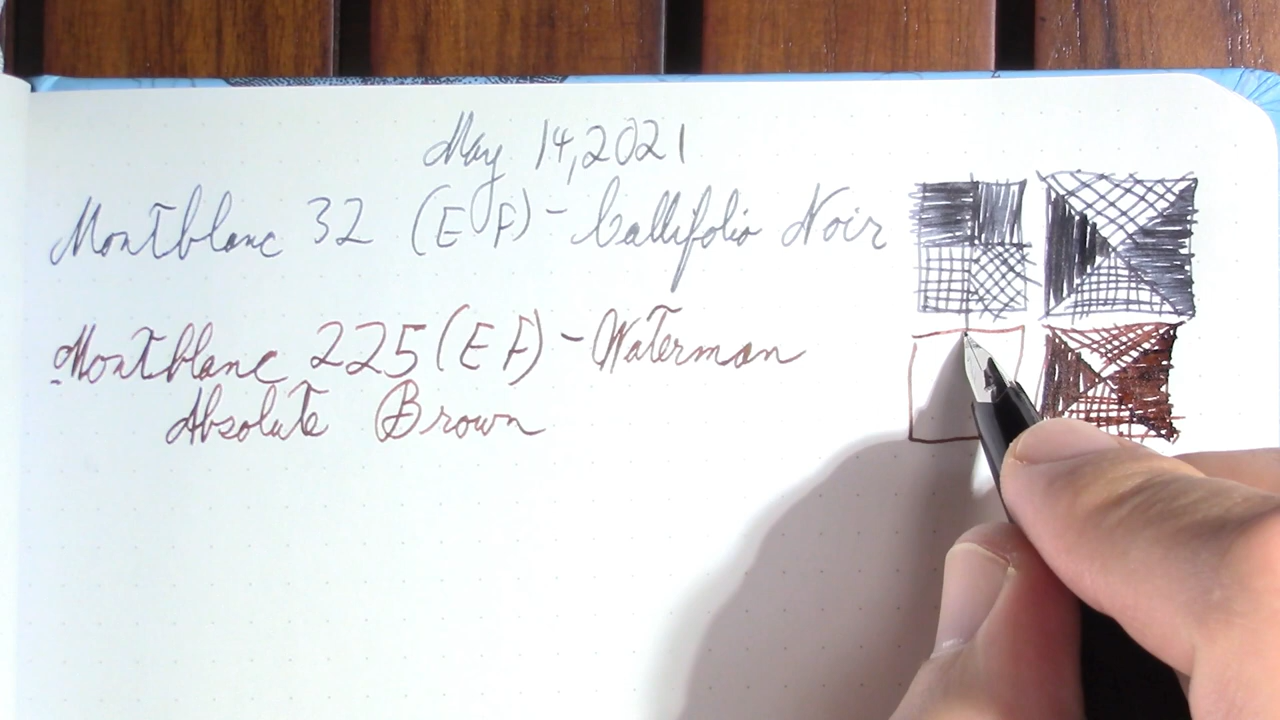 May 14, 2021
Montblanc 32 (EF) - Callifolio Noir
Montblanc 225 (EF) - Waterman
Absolute Brown